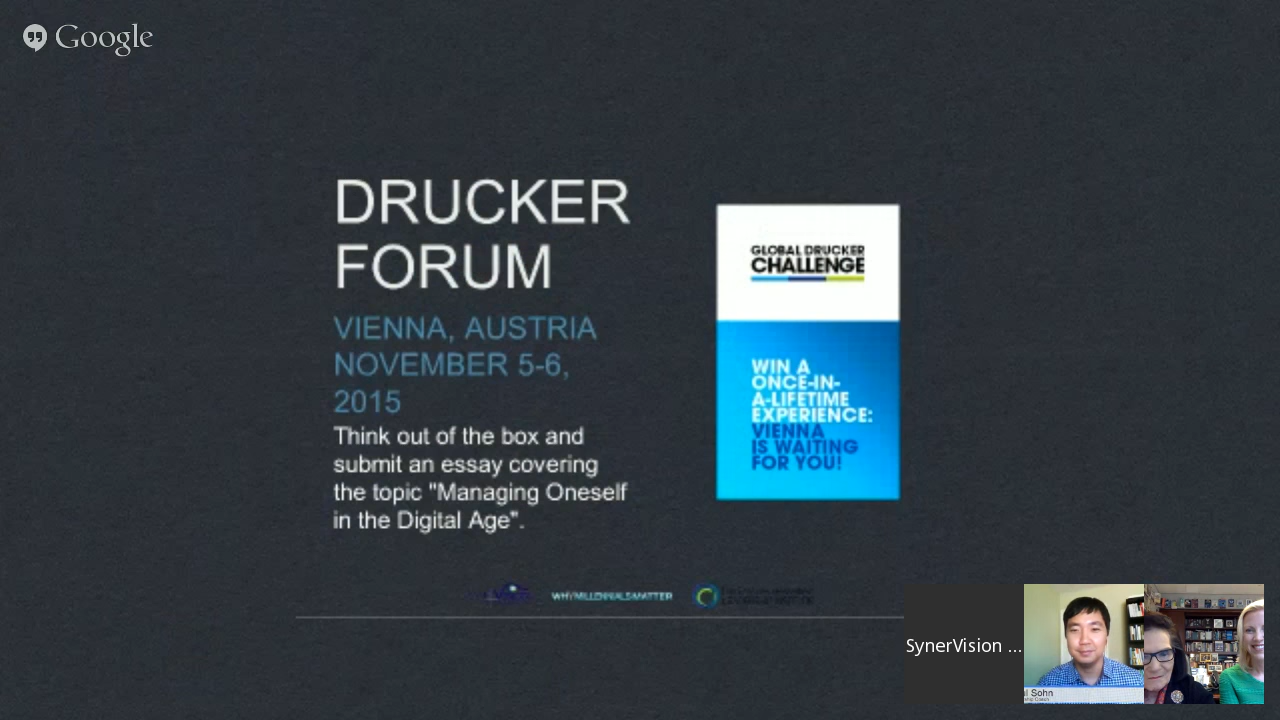 Google
DRUCKER
FORUM
VIENNA, AUSTRIA
NOVEMBER 5-6,
2015
Think out of the box and
submit an essay covering
the topic "Managing Oneself
in the Digital Age".
GLOBAL DRUCKER
CHALLENGE
WIN A
ONCE-IN-
A-LIFETIME
EXPERIENCE:
VIENNA
IS WAITING
FOR YOU!
WHYMILLENNIALSMATTER
SynerVision ...
Sohn